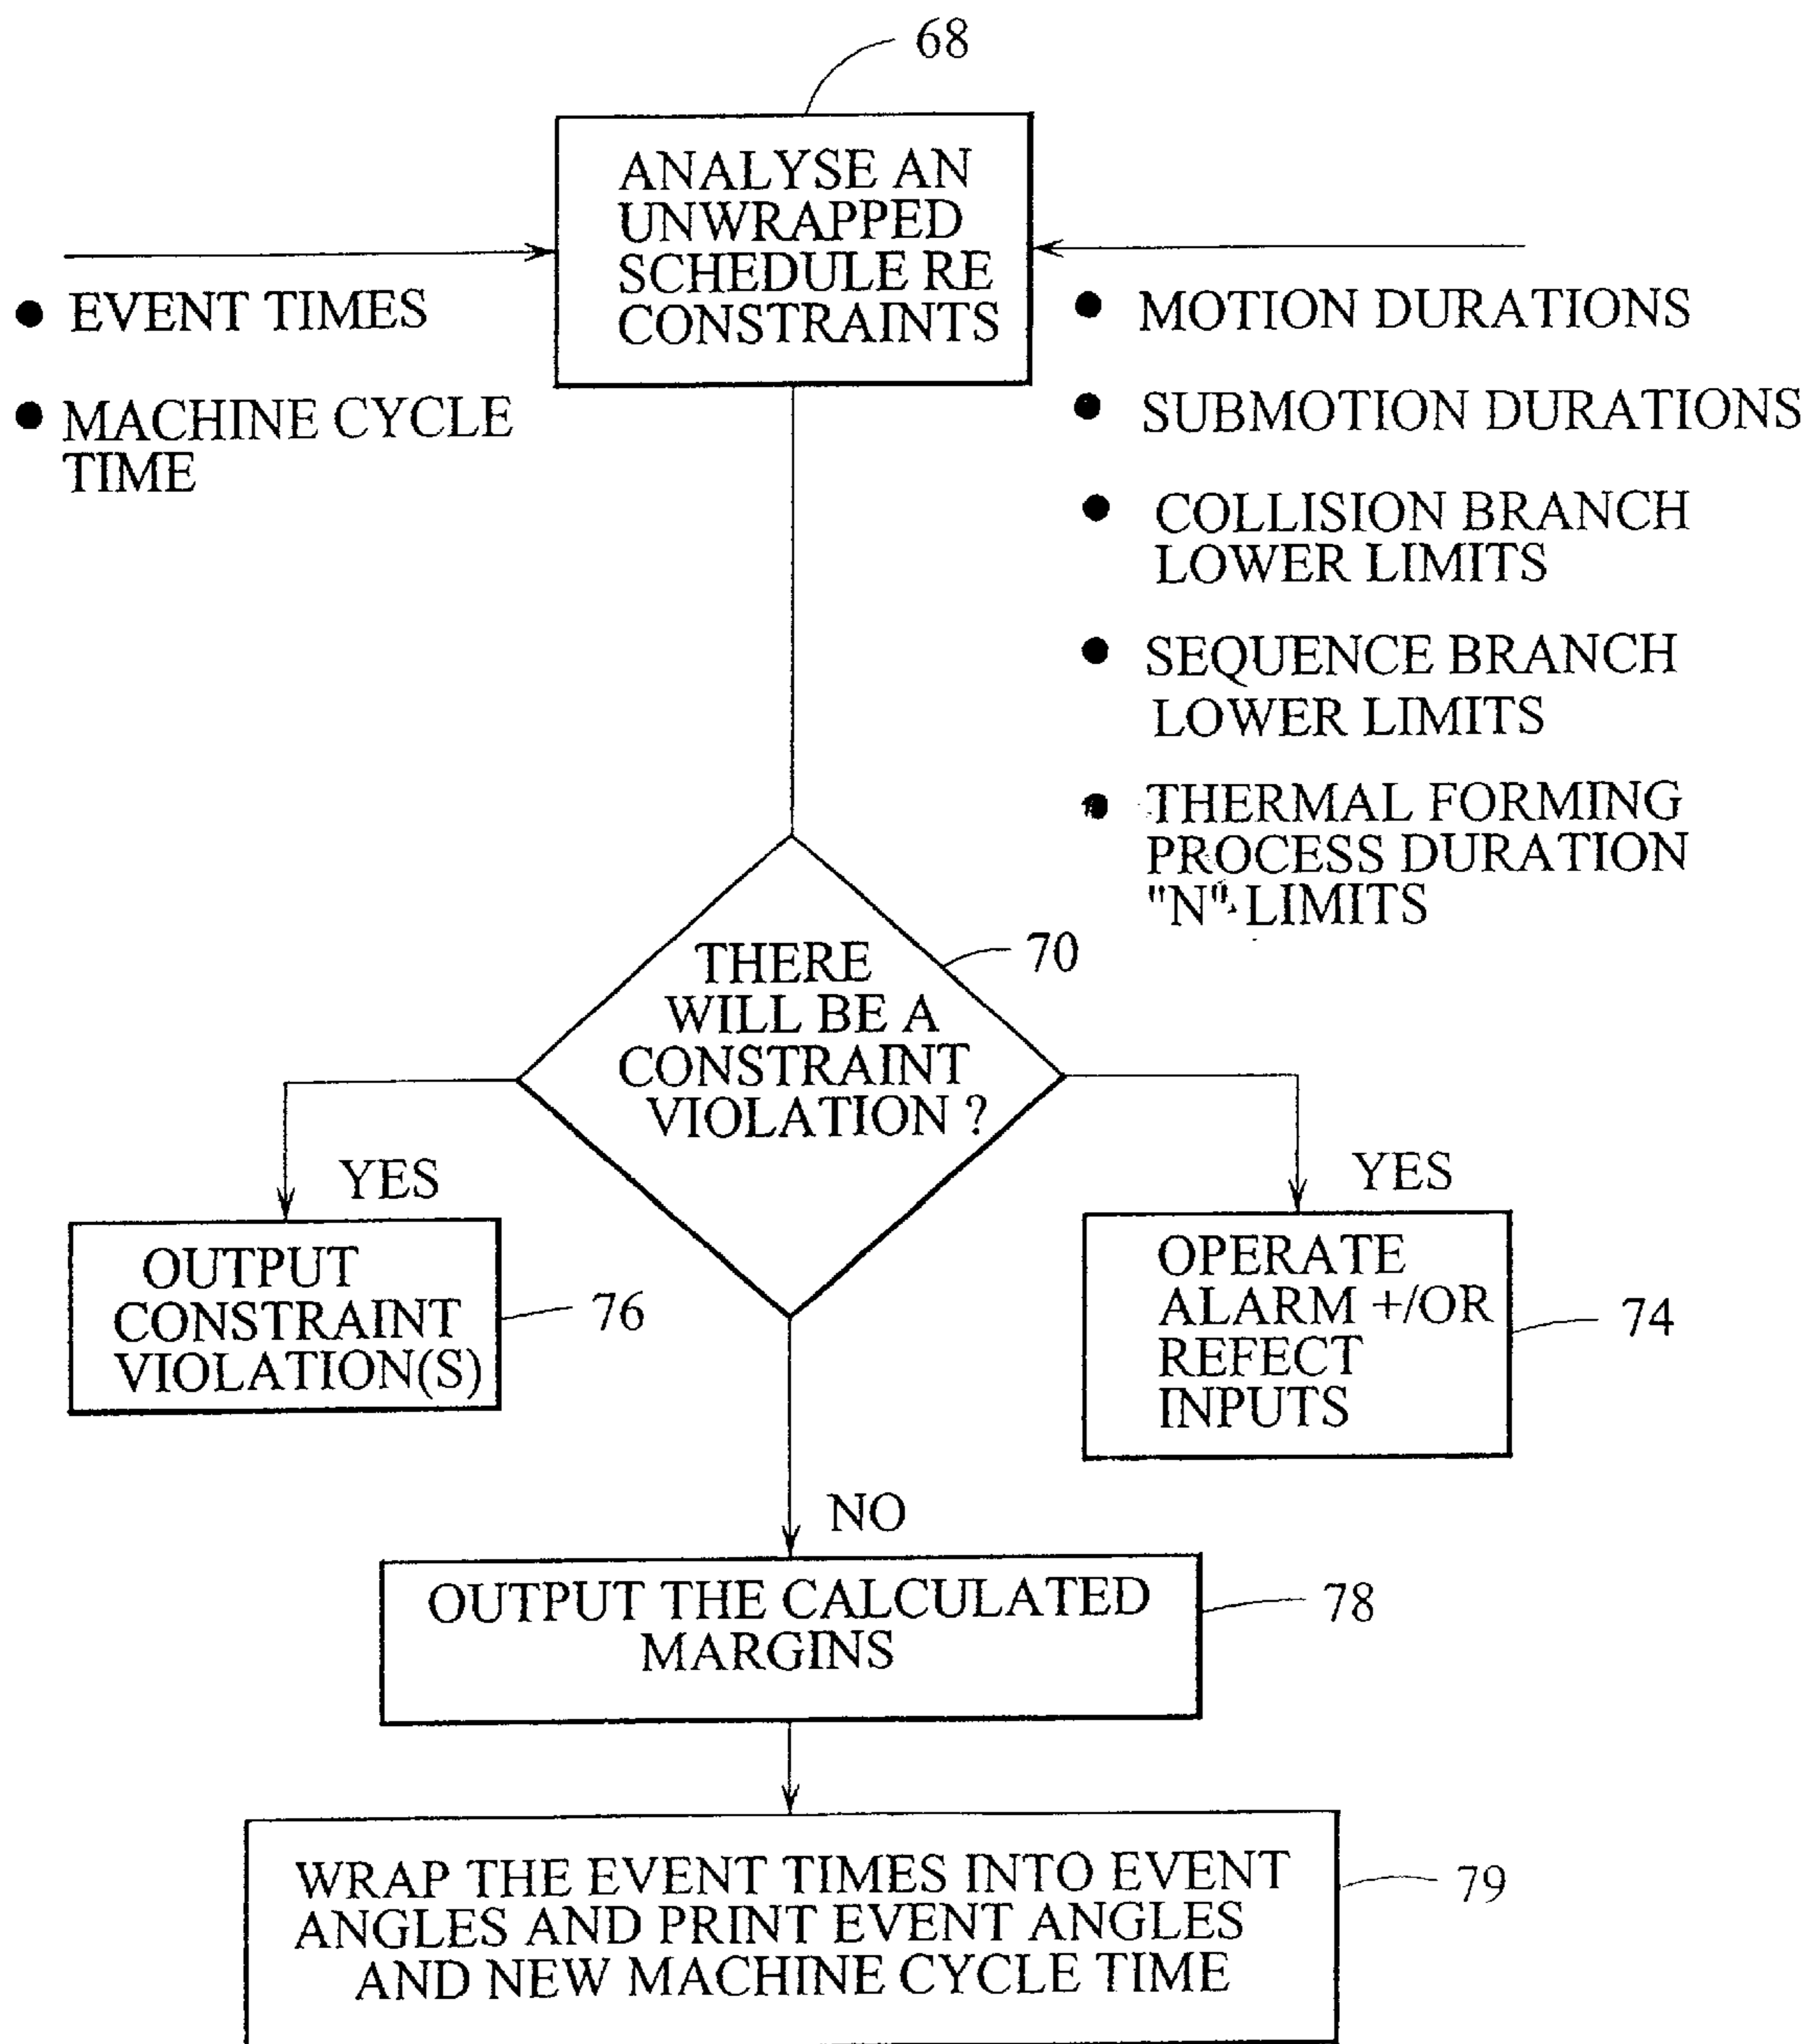 68
ANALYSE AN
UNWRAPPED
SCHEDULE RE
CONSTRAINTS
• EVENT TIMES
• MACHINE CYCLE
TIME
• MOTION DURATIONS
• SUBMOTION DURATIONS
• COLLISION BRANCH
LOWER LIMITS
• SEQUENCE BRANCH
LOWER LIMITS
• THERMAL FORMING
PROCESS DURATION
"N" LIMITS
70
THERE
WILL BE A
CONSTRAINT
VIOLATION ?
YES
YES
OUTPUT
CONSTRAINT
VIOLATION(S)
76
OPERATE
ALARM +/OR
REFECT
INPUTS
74
NO
OUTPUT THE CALCULATED
MARGINS
78
WRAP THE EVENT TIMES INTO EVENT
ANGLES AND PRINT EVENT ANGLES
AND NEW MACHINE CYCLE TIME
79